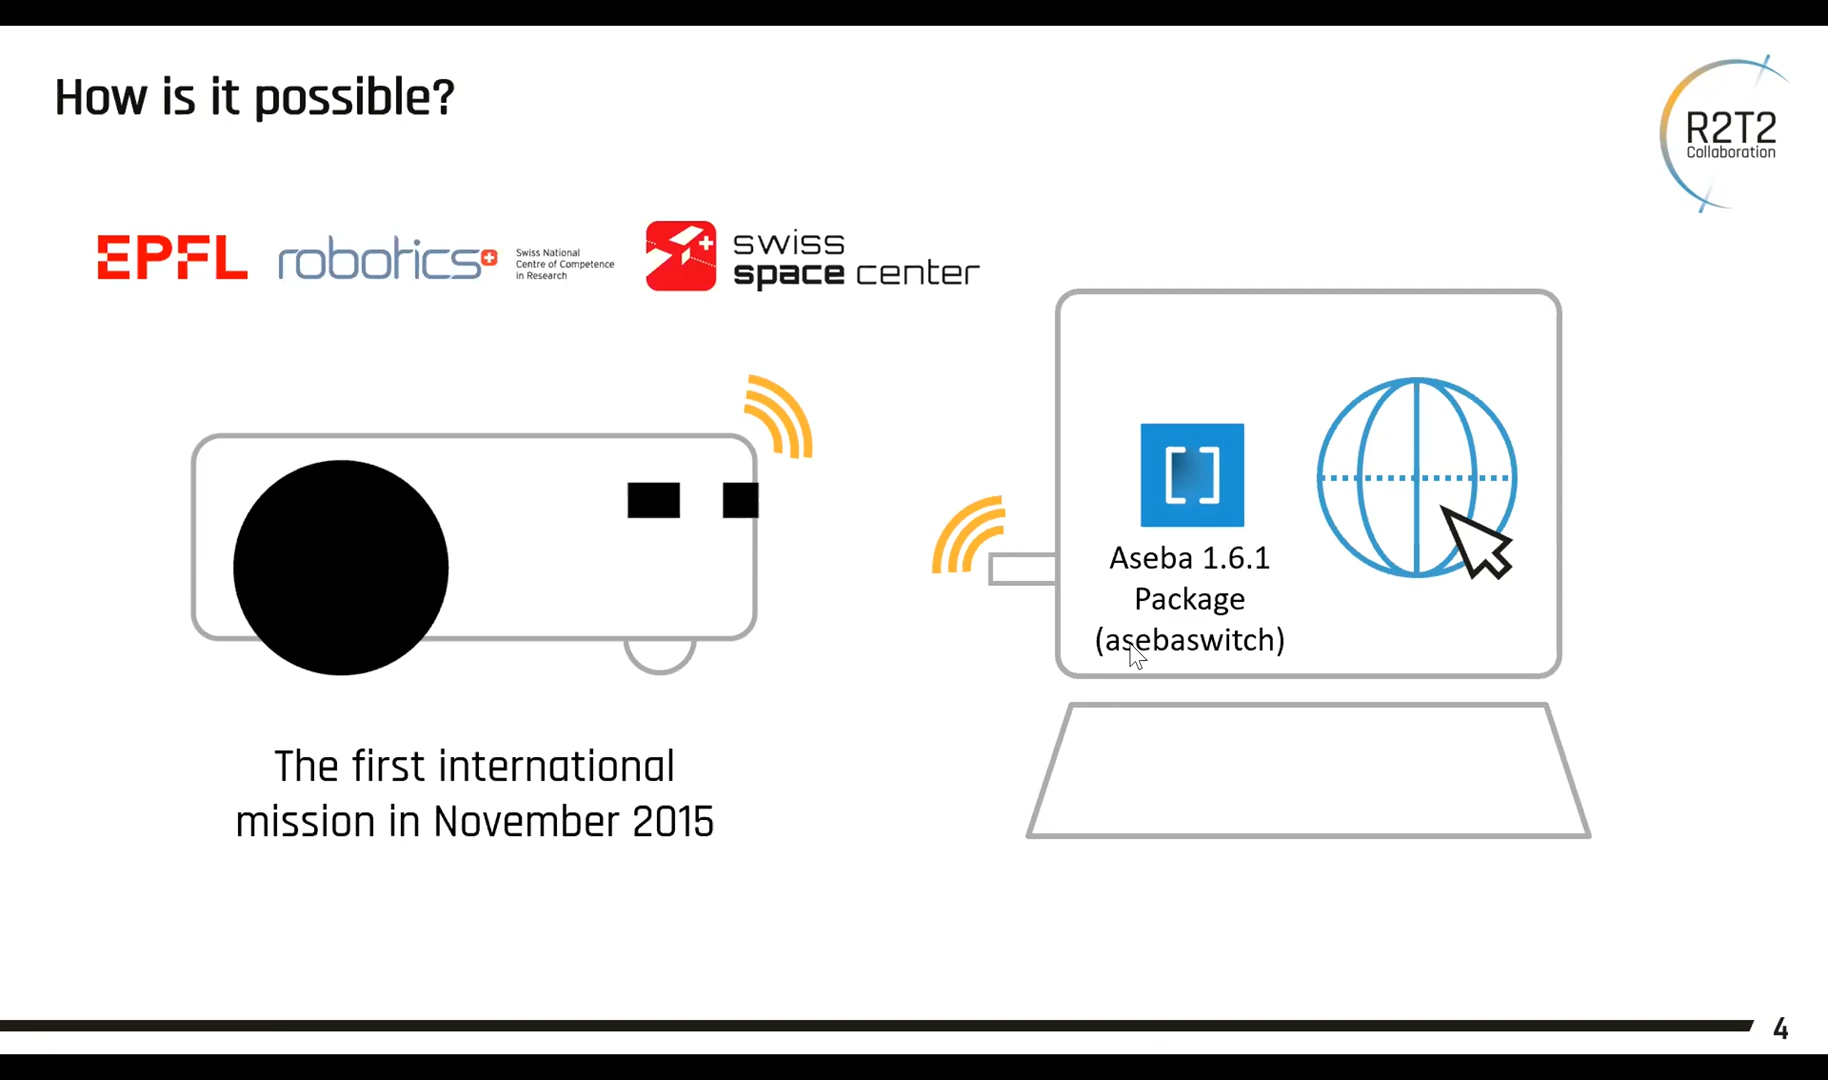 How is it possible?
R2T2
Collaboration
EPFL
robotics
Swiss National
Centre of Competence
in Research
swiss
space center
Aseba 1.6.1
Package
(asebaswitch)
The first international
mission in November 2015
4